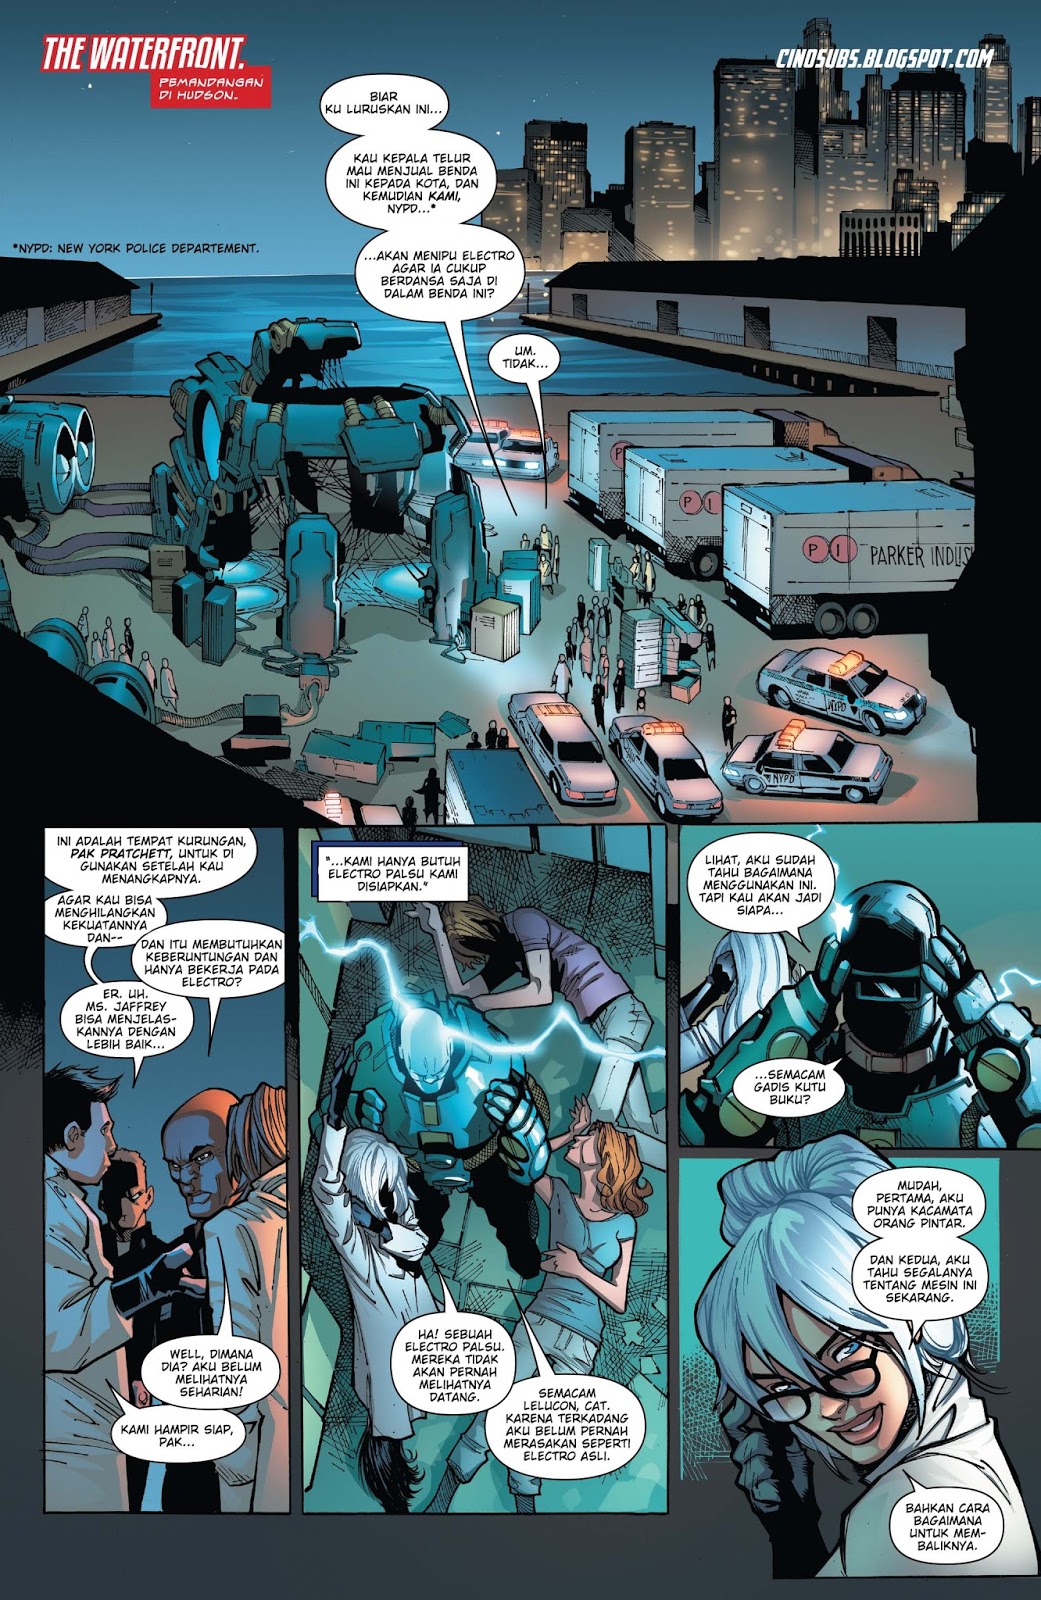 THE WATERFRONT.
PEMANDANGAN
DI HUDSON.
CINOSUBS.BLOGSPOT.COM
BIAR
KU LURUSKAN INI...
KAU KEPALA TELUR
MAU MENJUAL BENDA
INI KEPADA KOTA, DAN
KEMUDIAN KAMI,
NYPD...*
*NYPD: NEW YORK POLICE DEPARTEMENT.
...AKAN MENIPU ELECTRO
AGAR IA CUKUP
BERDANSA SAJA DI
DALAM BENDA INI?
UM.
TIDAK...
P I
P I PARKER INDUS
NYPD
NYPD
INI ADALAH TEMPAT KURUNGAN,
PAK PRATCHETT, UNTUK DI
GUNAKAN SETELAH KAU
MENANGKAPNYA.
AGAR KAU BISA
MENGHILANGKAN
KEKUATANNYA
DAN--
DAN ITU MEMBUTUHKAN
KEBERUNTUNGAN DAN
HANYA BEKERJA PADA
ELECTRO?
ER. UH.
MS. JAFFREY
BISA MENJELAS-
KANNYA DENGAN
LEBIH BAIK...
WELL, DIMANA
DIA? AKU BELUM
MELIHATNYA
SEHARIAN!
KAMI HAMPIR SIAP,
PAK...
"...KAMI HANYA BUTUH
ELECTRO PALSU KAMI
DISIAPKAN."
HA! SEBUAH
ELECTRO PALSU.
MEREKA TIDAK
AKAN PERNAH
MELIHATNYA
DATANG.
SEMACAM
LELUCON, CAT.
KARENA TERKADANG
AKU BELUM PERNAH
MERASAKAN SEPERTI
ELECTRO ASLI.
LIHAT, AKU SUDAH
TAHU BAGAIMANA
MENGGUNAKAN INI.
TAPI KAU AKAN JADI
SIAPA...
...SEMACAM
GADIS KUTU
BUKU?
MUDAH,
PERTAMA, AKU
PUNYA KACAMATA
ORANG PINTAR.
DAN KEDUA, AKU
TAHU SEGALANYA
TENTANG MESIN INI
SEKARANG.
BAHKAN CARA
BAGAIMANA
UNTUK MEM-
BALIKNYA.